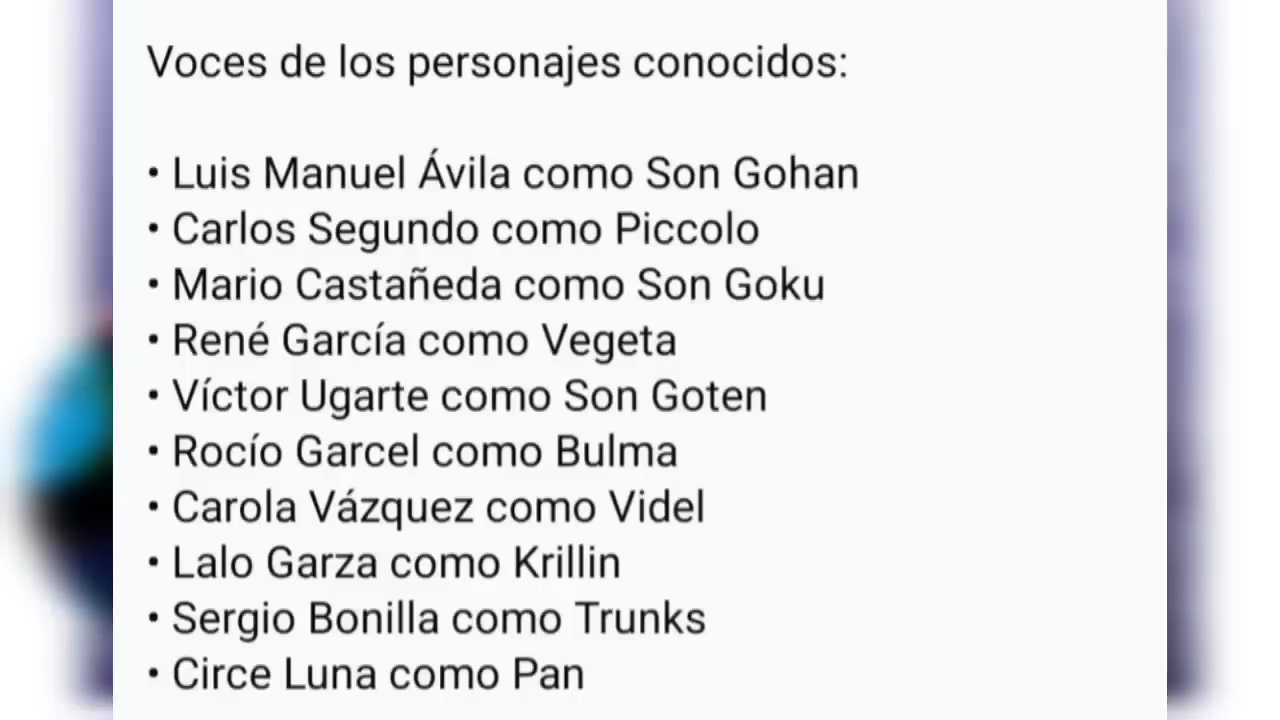 Voces de los personajes conocidos:
• Luis Manuel Ávila como Son Gohan
• Carlos Segundo como Piccolo
• Mario Castañeda como Son Goku
• René García como Vegeta
• Víctor Ugarte como Son Goten
• Rocío Garcel como Bulma
• Carola Vázquez como Videl
• Lalo Garza como Krillin
• Sergio Bonilla como Trunks
• Circe Luna como Pan